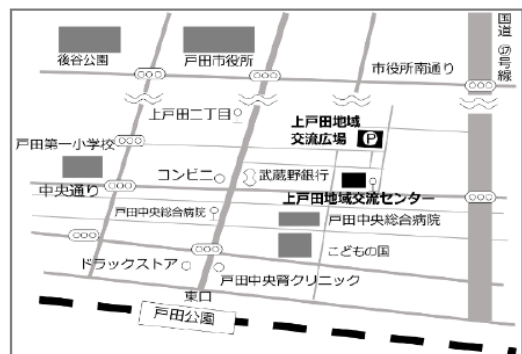 国道⑰号線
後谷公園
戸田市役所
市役所南通り
上戸田二丁目
上戸田地域
交流広場
P
戸田第一小学校
コンビニ
武蔵野銀行
中央通り
上戸田地域交流センター
戸田中央総合病院
戸田中央総合病院
こどもの国
ドラックストア
戸田中央腎クリニック
東口
戸田公園